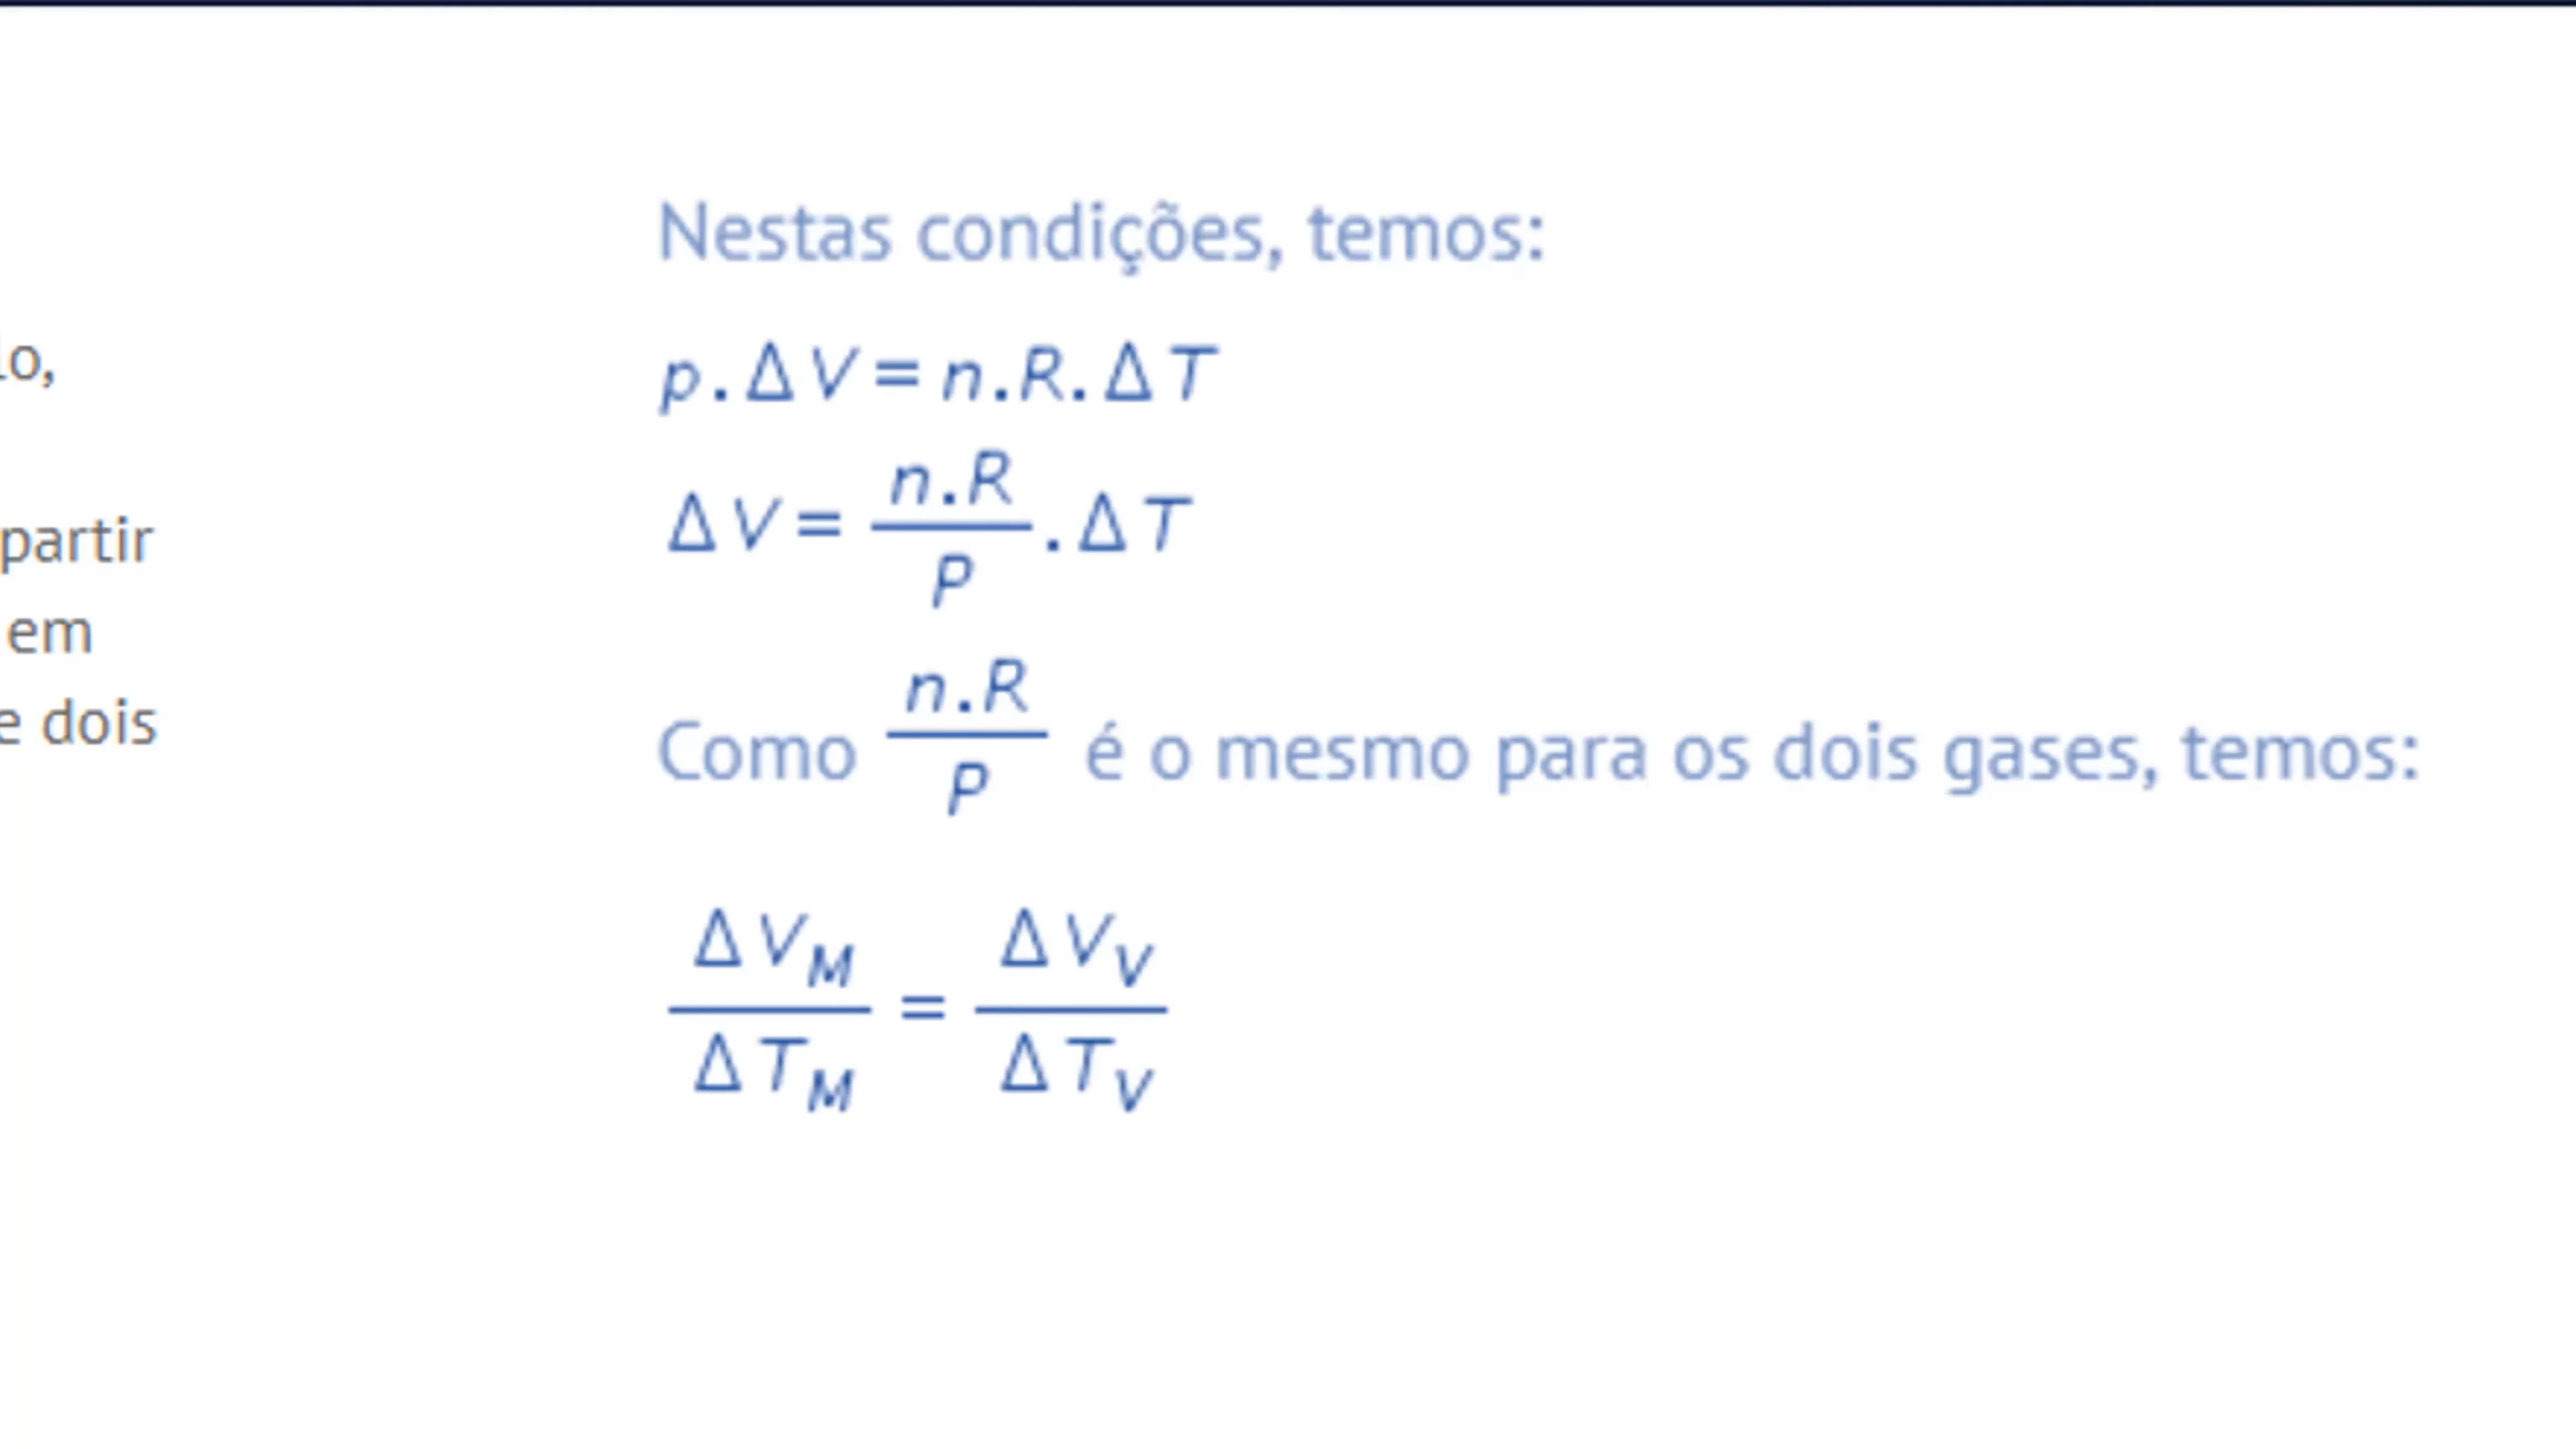 lo,
partir
em
e dois
Nestas condições, temos:
p.ΔV=n.R.ΔT
ΔV= n.R/P .ΔT
Como n.R/P é o mesmo para os dois gases, temos:
ΔV_M/ΔT_M = ΔV_V/ΔT_V